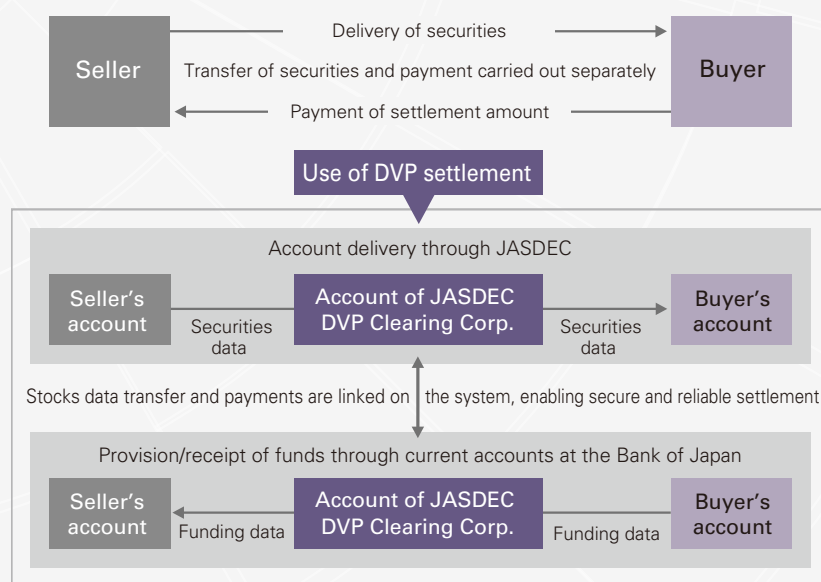 Delivery of securities
Seller
Transfer of securities and payment carried out separately
Buyer
Payment of settlement amount
Use of DVP settlement
Account delivery through JASDEC
Seller's
account
Securities
data
Account of JASDEC
DVP Clearing Corp.
Securities
data
Buyer's
account
Stocks data transfer and payments are linked on the system, enabling secure and reliable settlement
Provision/receipt of funds through current accounts at the Bank of Japan
Seller's
account
Funding data
Account of JASDEC
DVP Clearing Corp.
Funding data
Buyer's
account